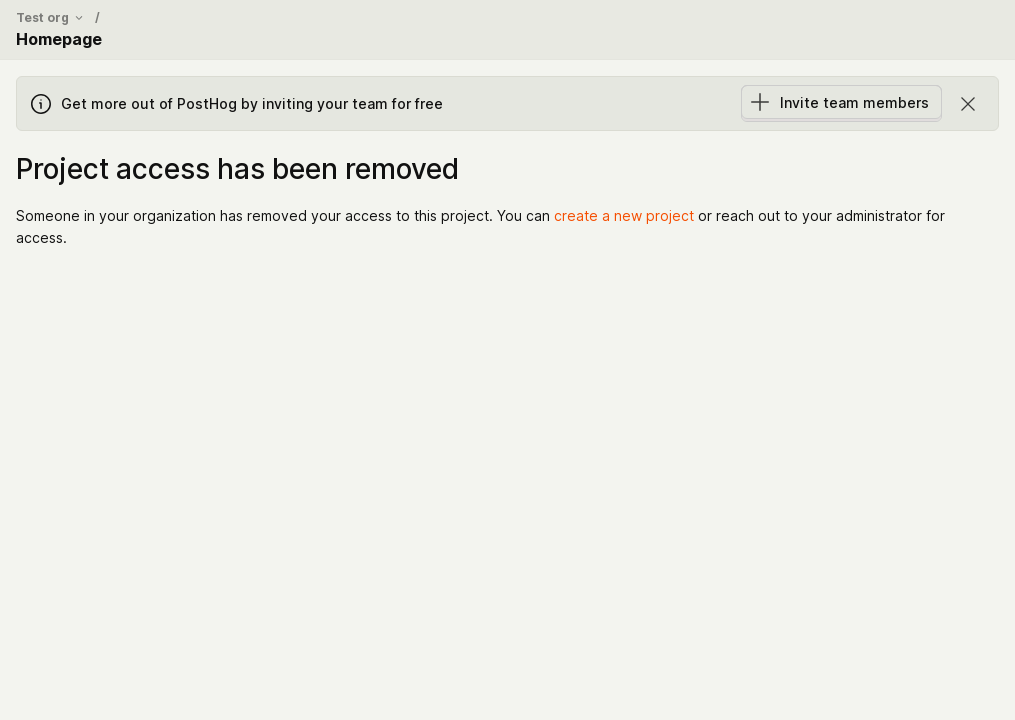 Test org /
Homepage
Get more out of PostHog by inviting your team for free
Invite team members
Project access has been removed
Someone in your organization has removed your access to this project. You can create a new project or reach out to your administrator for
access.